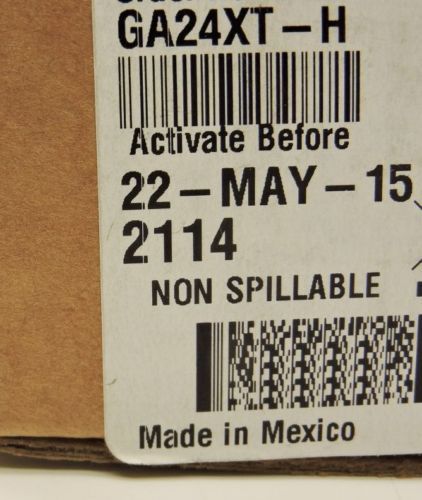 GA24XT-H
Activate Before
22-MAY-15
2114
NON SPILLABLE
Made in Mexico